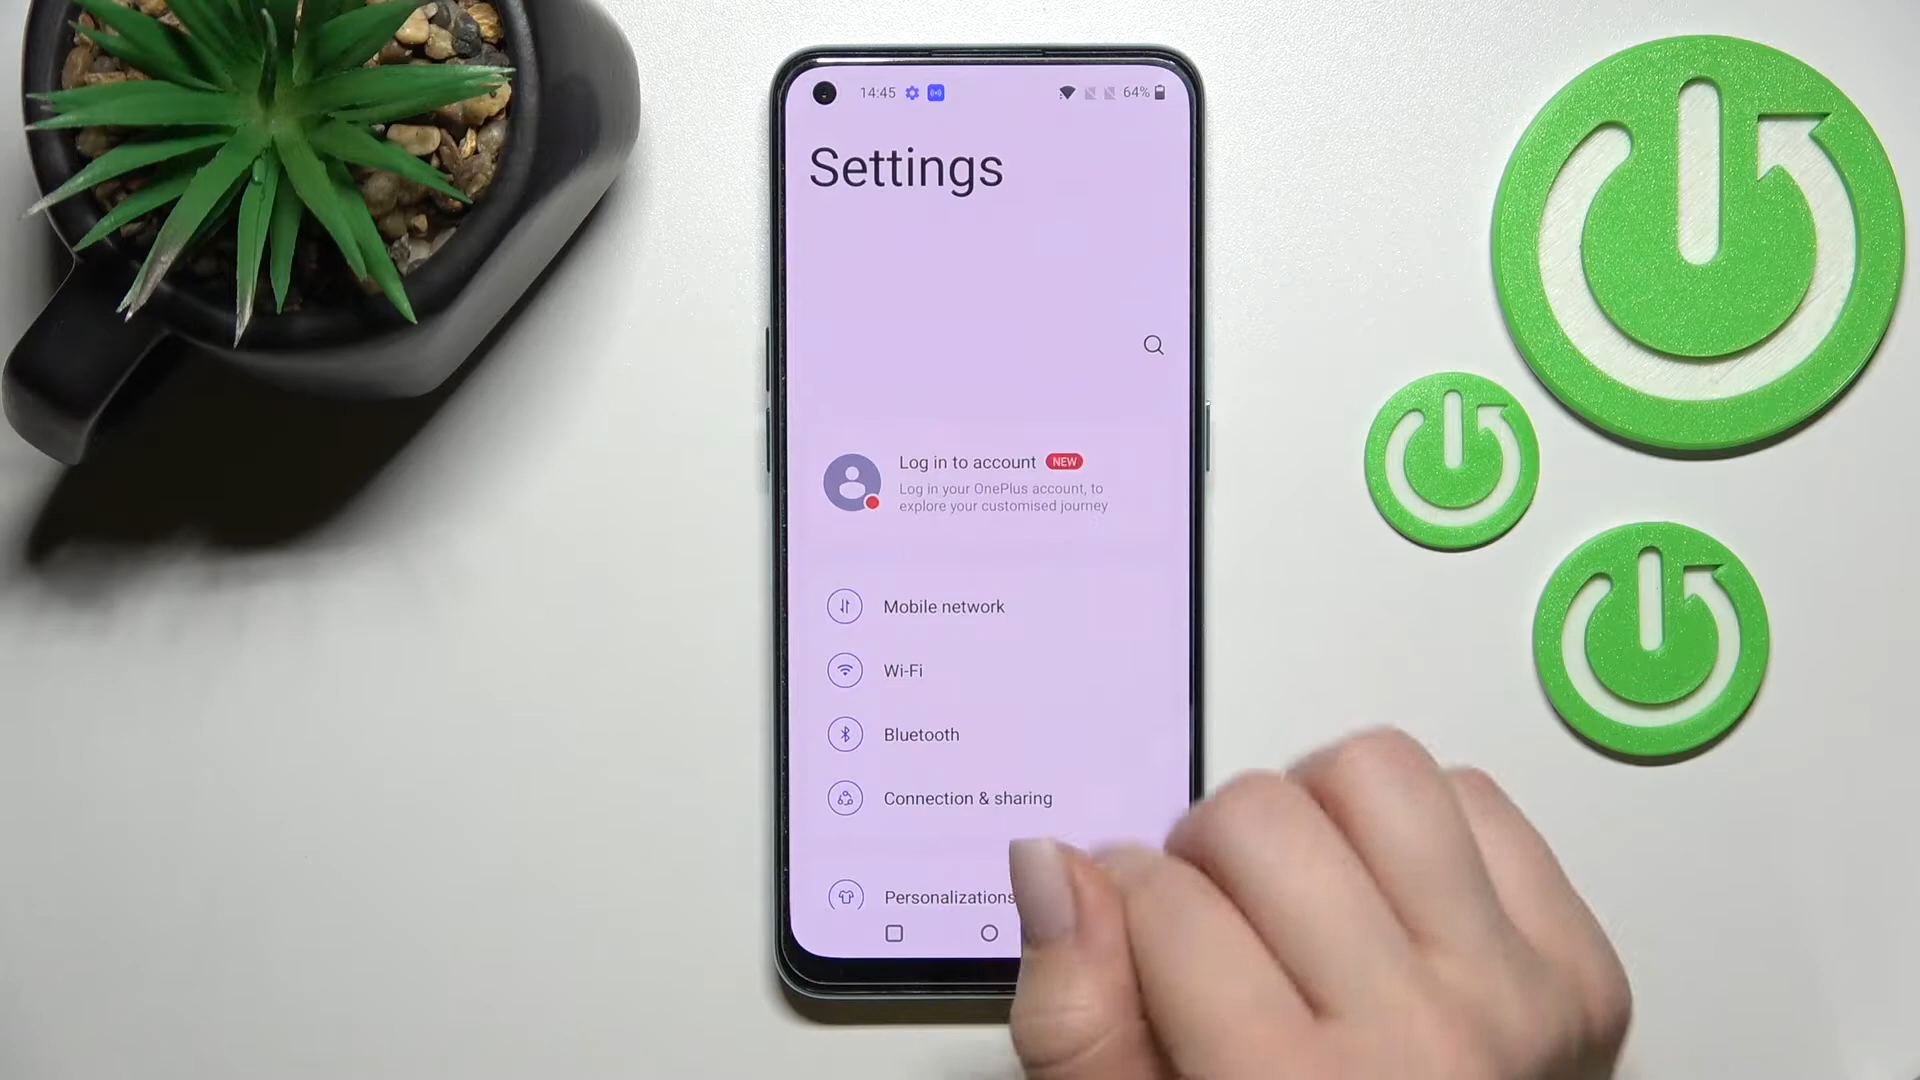 14:45 64%
Settings
Log in to account NEW
Log in your OnePlus account, to
explore your customised journey
Mobile network
Wi-Fi
Bluetooth
Connection & sharing
Personalizations